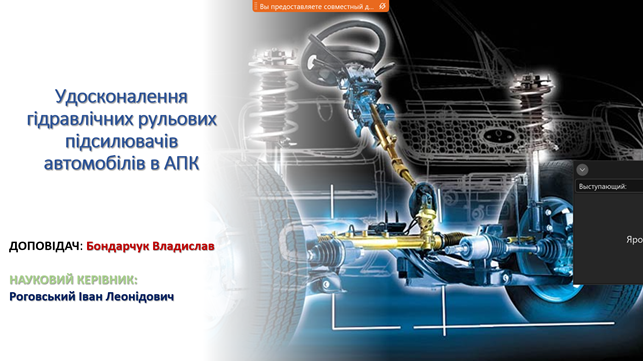 Вы предоставляете совместный д...
Удосконалення
гідравлічних рульових
підсилювачів
автомобілів в АПК
Выступающий:
Яро
ДОПОВІДАЧ: Бондарчук Владислав
НАУКОВИЙ КЕРІВНИК:
Роговський Іван Леонідович